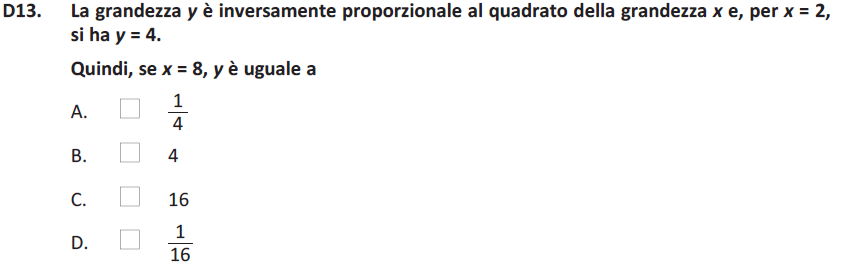 D13. La grandezza y è inversamente proporzionale al quadrato della grandezza x e, per x = 2,
si ha y = 4.
Quindi, se x = 8, y è uguale a
A. 1/4
B. 4
C. 16
D. 1/16